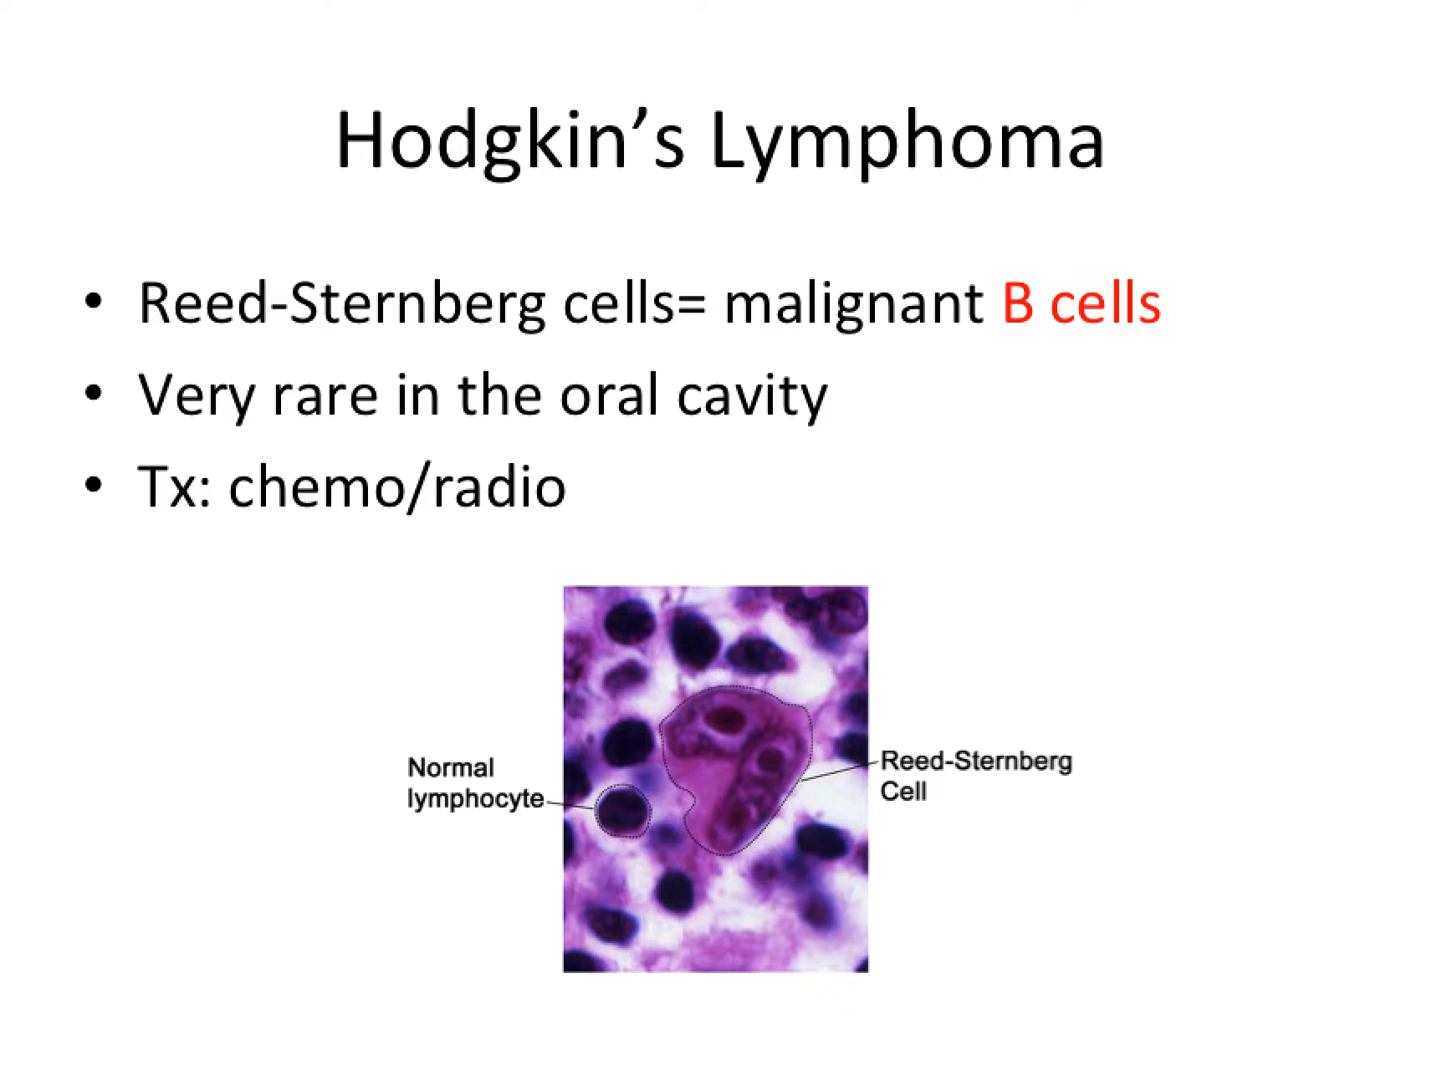 Hodgkin’s Lymphoma
• Reed-Sternberg cells= malignant B cells
• Very rare in the oral cavity
• Tx: chemo/radio
Normal
lymphocyte
Reed-Sternberg
Cell